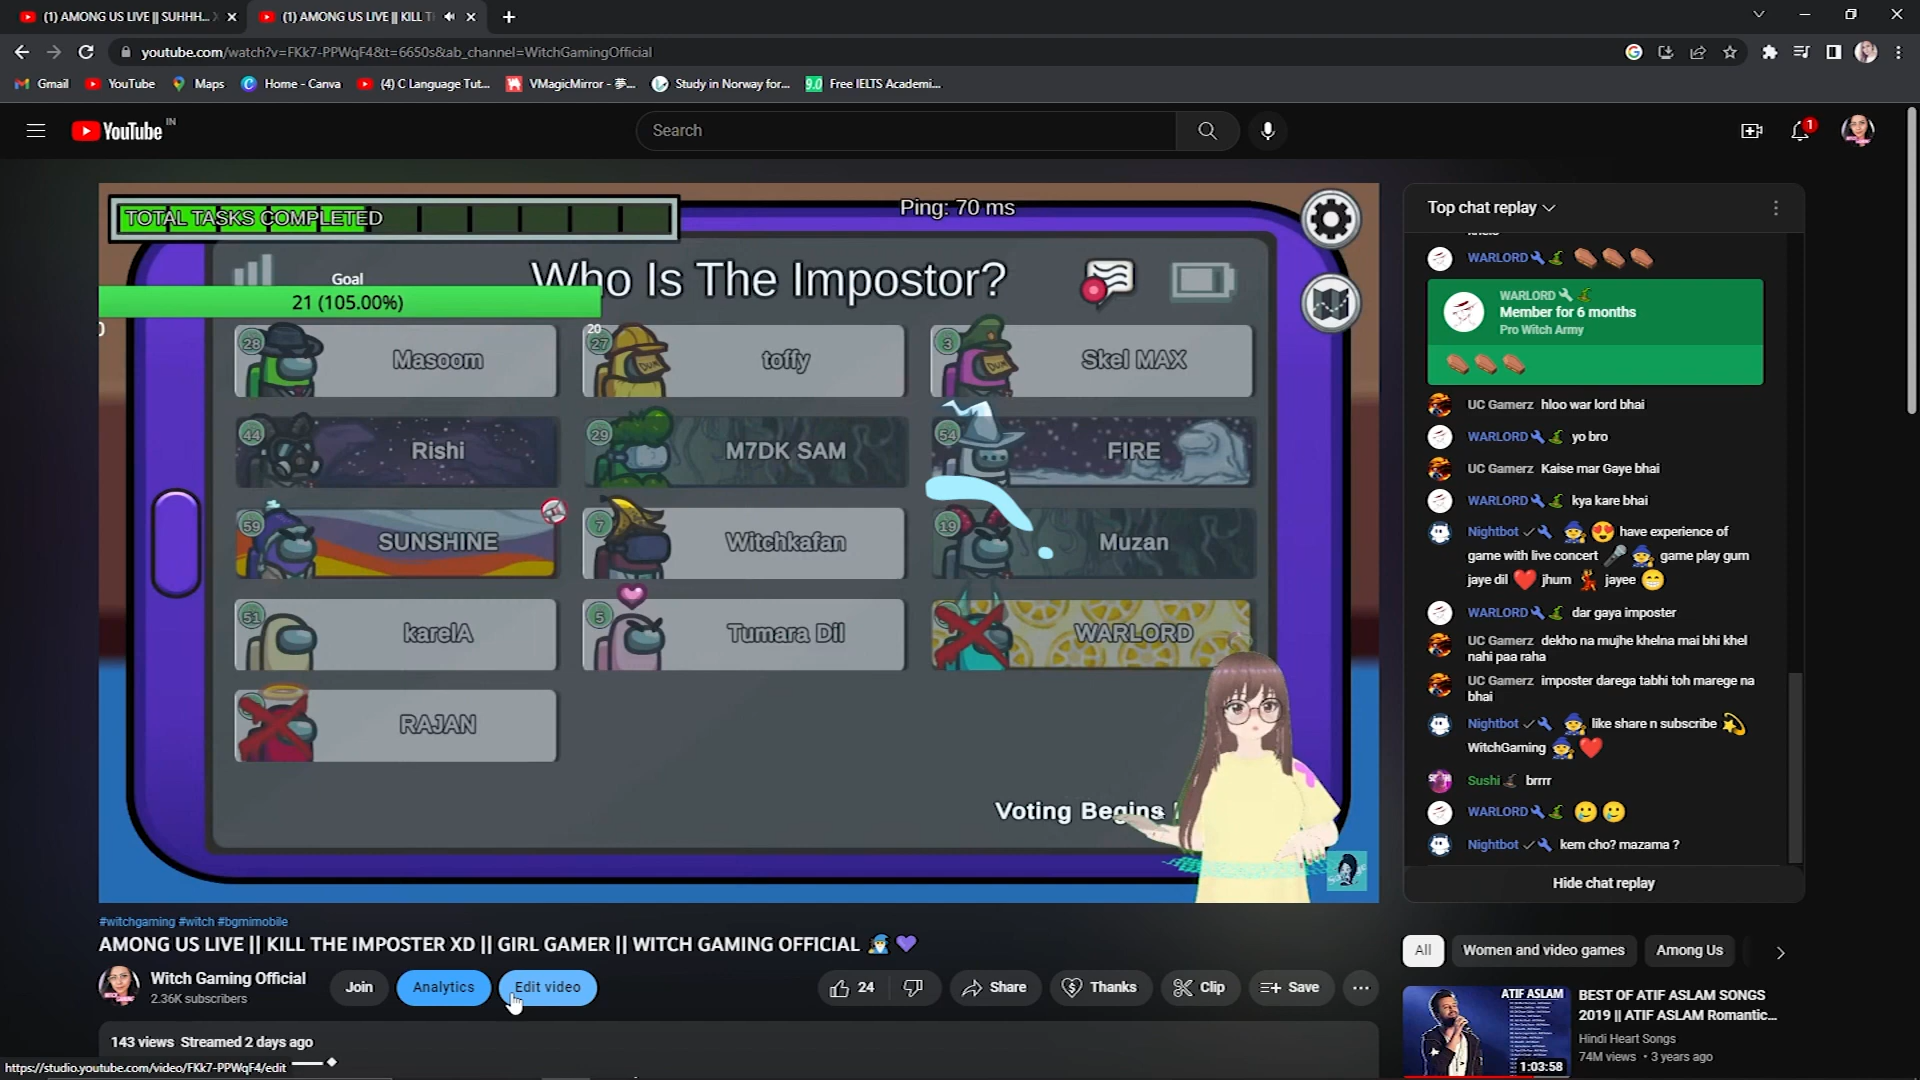 (1) AMONG US LIVE || SUHHH...
(1) AMONG US LIVE || KILL T
youtube.com/watch?v=FKk7-PPWqF4&t=6650s&ab_channel=WitchGamingOfficial
Gmail
YouTube
Maps
Home - Canva
(4) C Language Tut...
VMagicMirror - 夢...
Study in Norway for...
9.0
Free IELTS Academi...
YouTube IN
Search
1
TOTAL TASKS COMPLETED
Ping: 70 ms
Who Is The Impostor?
Goal
21 (105.00%)
0
20
28
Masoom
27
DUM
toffy
3
DUM
Skel MAX
44
Rishi
29
M7DK SAM
54
FIRE
59
SUNSHINE
7
Witchkafan
19
Muzan
51
karelA
5
Tumara Dil
WARLORD
RAJAN
Voting Begins
Top chat replay
WARLORD
WARLORD
Member for 6 months
Pro Witch Army
UC Gamerz hloo war lord bhai
WARLORD yo bro
UC Gamerz Kaise mar Gaye bhai
WARLORD kya kare bhai
Nightbot 🧙 😍 have experience of
game with live concert 🎤 🧙 game play gum
jaye dil ❤️ jhum 💃 jayee 😁
WARLORD dar gaya imposter
UC Gamerz dekho na mujhe khelna mai bhi khel
nahi paa raha
UC Gamerz imposter darega tabhi toh marege na
bhai
Nightbot 🧙 like share n subscribe 💫
WitchGaming 🧙 ❤️
Sushi brrrr
WARLORD 🥲 🥲
Nightbot kem cho? mazama ?
Hide chat replay
#witchgaming #witch #bgmimobile
AMONG US LIVE || KILL THE IMPOSTER XD || GIRL GAMER || WITCH GAMING OFFICIAL 🧙 💜
Witch Gaming Official
2.36K subscribers
Join
Analytics
Edit video
24
Share
Thanks
Clip
Save
143 views Streamed 2 days ago
https://studio.youtube.com/video/FKk7-PPWqF4/edit
All
Women and video games
Among Us
ATIF ASLAM
1:03:58
BEST OF ATIF ASLAM SONGS
2019 || ATIF ASLAM Romantic...
Hindi Heart Songs
74M views • 3 years ago